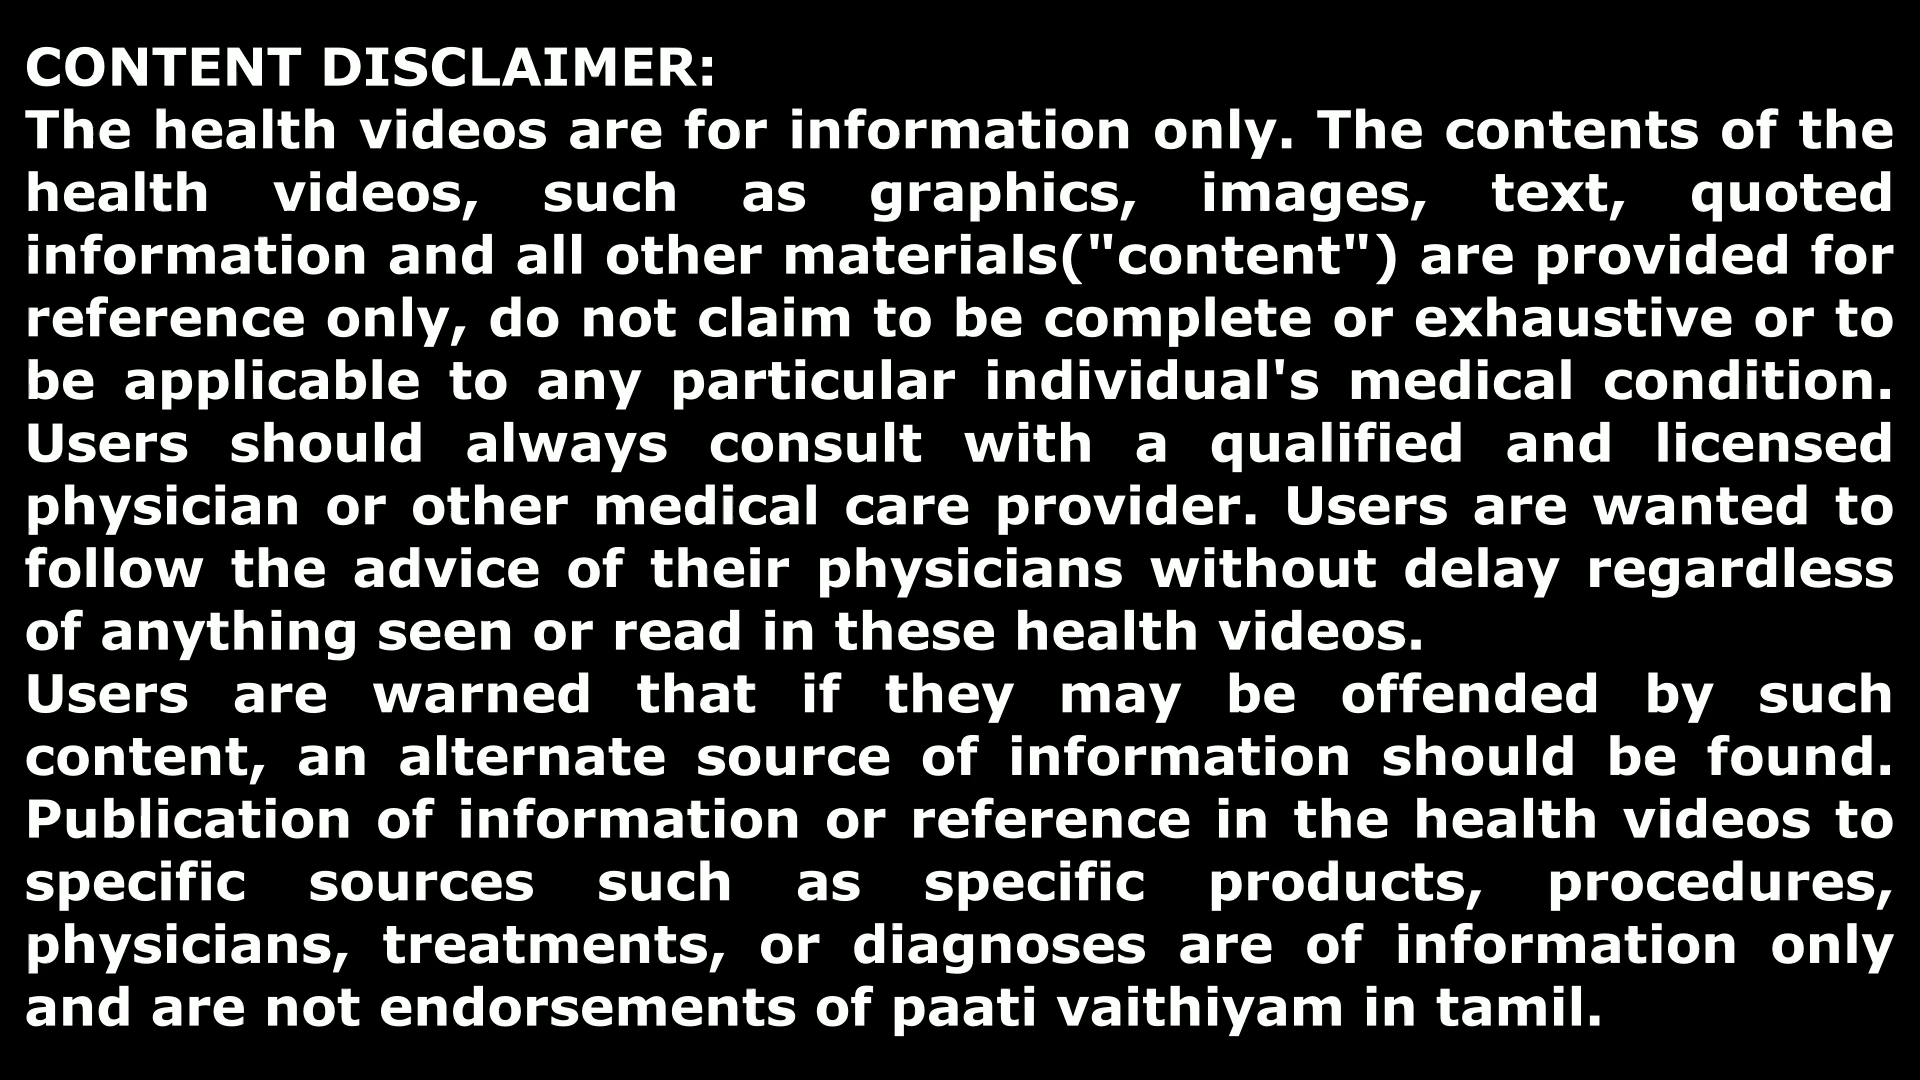 CONTENT DISCLAIMER:
The health videos are for information only. The contents of the
health videos, such as graphics, images, text, quoted
information and all other materials("content") are provided for
reference only, do not claim to be complete or exhaustive or to
be applicable to any particular individual's medical condition.
Users should always consult with a qualified and licensed
physician or other medical care provider. Users are wanted to
follow the advice of their physicians without delay regardless
of anything seen or read in these health videos.
Users are warned that if they may be offended by such
content, an alternate source of information should be found.
Publication of information or reference in the health videos to
specific sources such as specific products, procedures,
physicians, treatments, or diagnoses are of information only
and are not endorsements of paati vaithiyam in tamil.